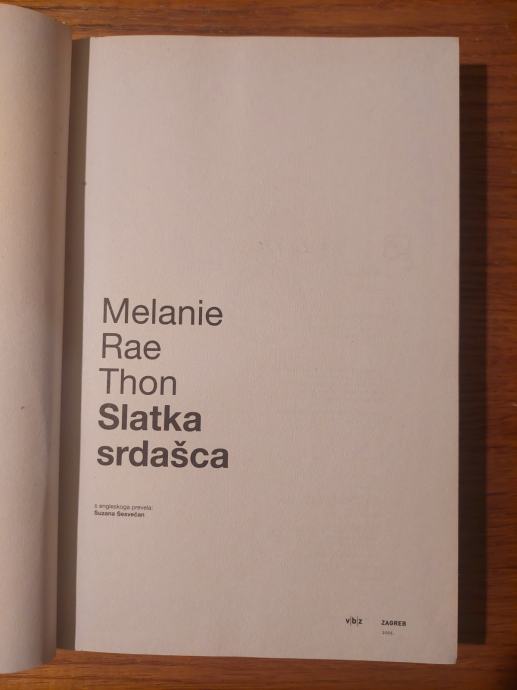 Melanie
Rae
Thon
Slatka
srdašca
s engleskoga prevela:
Suzana Sesvečan
v|b|z ZAGREB